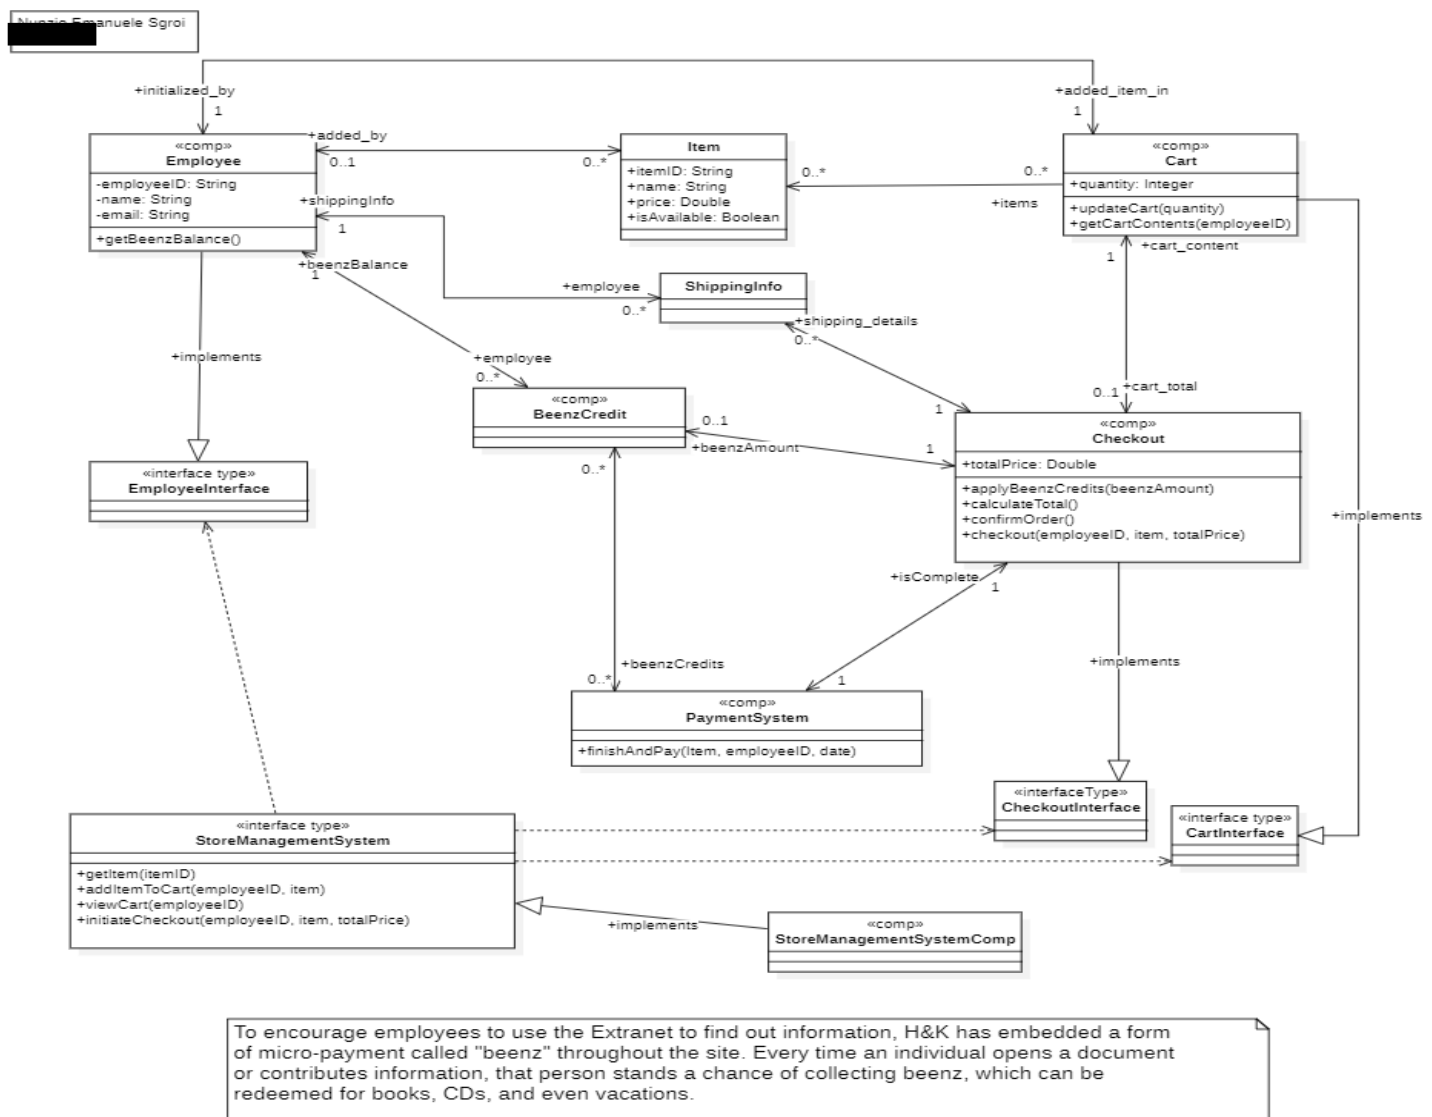 Nunzio Emanuele Sgroi
+initialized_by
1
+added_item_in
1
«comp»
Employee
-employeeID: String
-name: String
-email: String
+getBeenzBalance()
+added_by
0..1
0..*
Item
+itemID: String
+name: String
+price: Double
+isAvailable: Boolean
0..*
0..*
+items
«comp»
Cart
+quantity: Integer
+updateCart(quantity)
+getCartContents(employeeID)
+shippingInfo
1
+employee
0..*
ShippingInfo
+beenzBalance
1
+cart_content
1
+shipping_details
0..*
1
+implements
+employee
0..*
«comp»
BeenzCredit
0..1
+beenzAmount
1
0..1
+cart_total
«comp»
Checkout
+totalPrice: Double
+applyBeenzCredits(beenzAmount)
+calculateTotal()
+confirmOrder()
+checkout(employeeID, item, totalPrice)
«interface type»
EmployeeInterface
0..*
+implements
+isComplete
1
+beenzCredits
0..*
1
+implements
«comp»
PaymentSystem
+finishAndPay(Item, employeeID, date)
«interfaceType»
CheckoutInterface
«interface type»
CartInterface
«interface type»
StoreManagementSystem
+getItem(itemID)
+addItemToCart(employeeID, item)
+viewCart(employeeID)
+initiateCheckout(employeeID, item, totalPrice)
+implements
«comp»
StoreManagementSystemComp
To encourage employees to use the Extranet to find out information, H&K has embedded a form
of micro-payment called "beenz" throughout the site. Every time an individual opens a document
or contributes information, that person stands a chance of collecting beenz, which can be
redeemed for books, CDs, and even vacations.